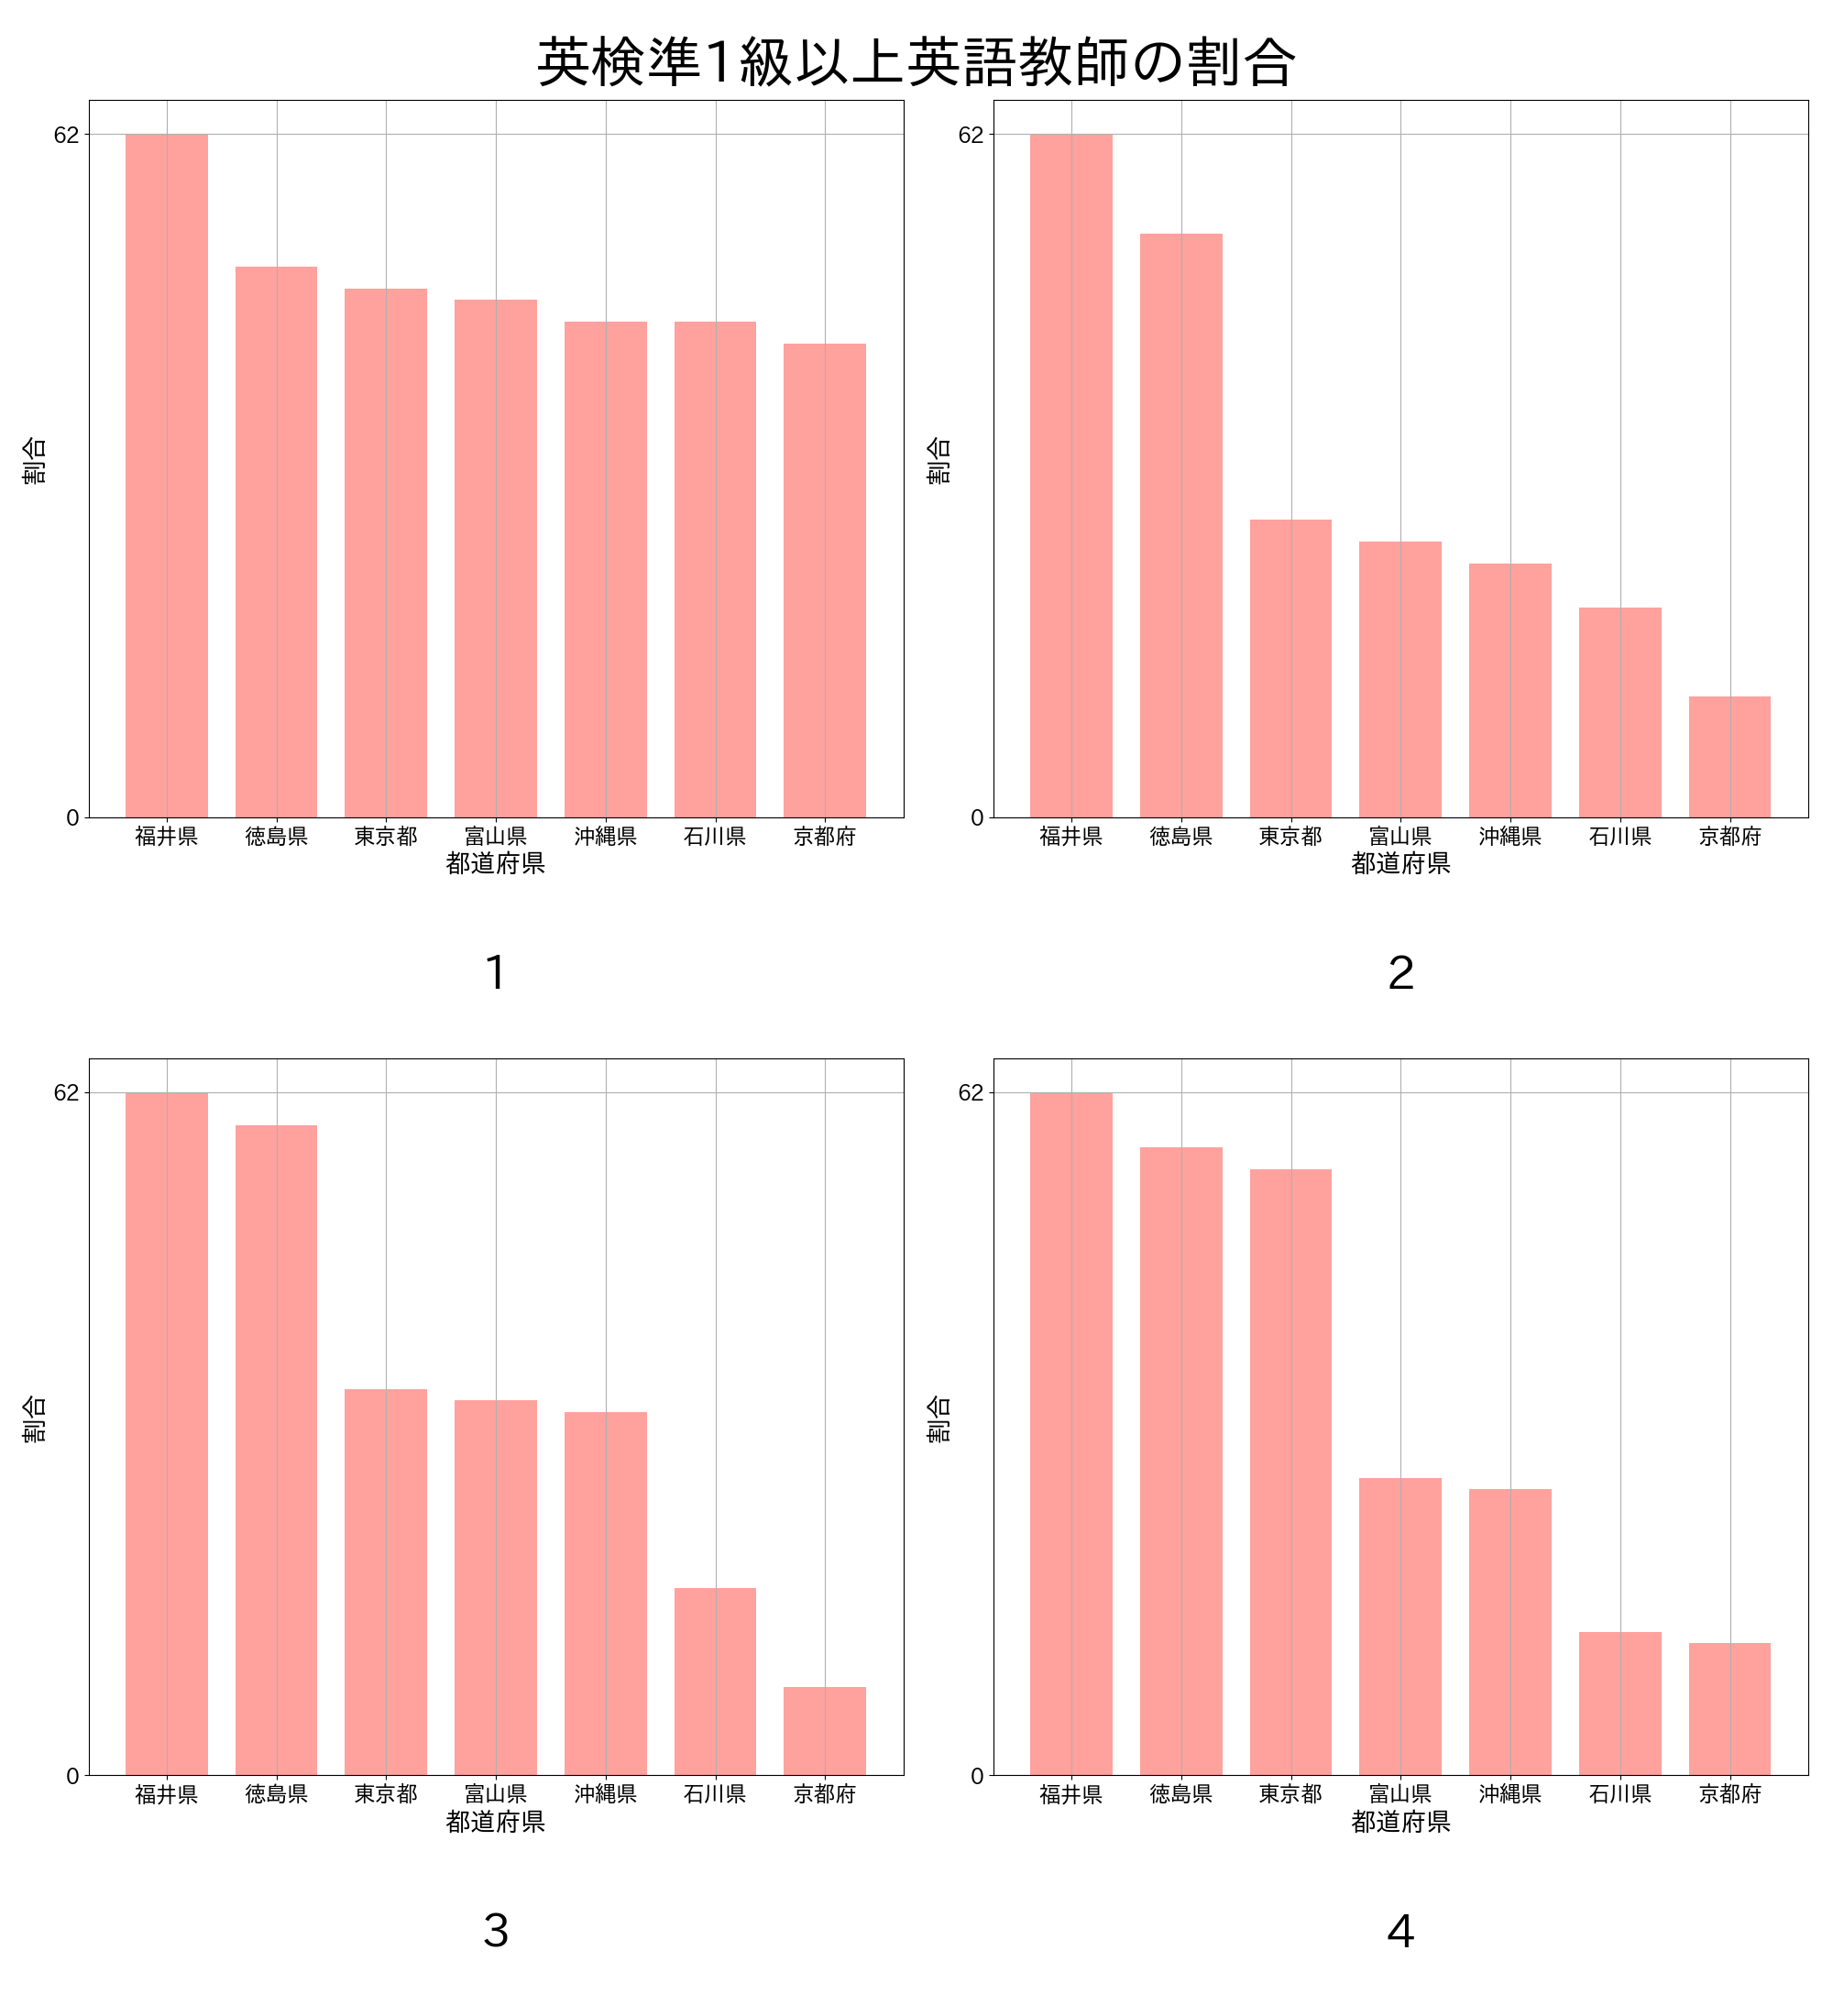 英検準1級以上英語教師の割合
62
0
割合
福井県 徳島県 東京都 富山県 沖縄県 石川県 京都府
都道府県
1
62
0
割合
福井県 徳島県 東京都 富山県 沖縄県 石川県 京都府
都道府県
2
62
0
割合
福井県 徳島県 東京都 富山県 沖縄県 石川県 京都府
都道府県
3
62
0
割合
福井県 徳島県 東京都 富山県 沖縄県 石川県 京都府
都道府県
4